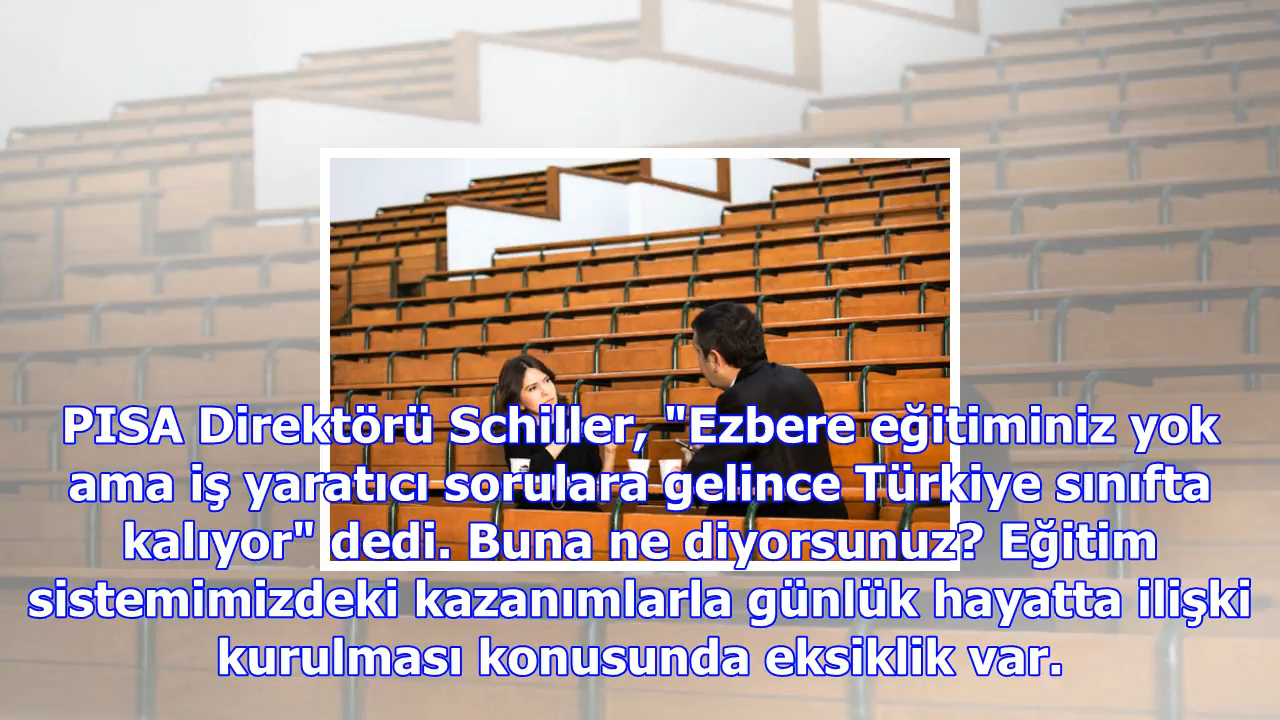 PISA Direktörü Schiller, "Ezbere eğitiminiz yok
ama iş yaratıcı sorulara gelince Türkiye sınıfta
kalıyor" dedi. Buna ne diyorsunuz? Eğitim
sistemimizdeki kazanımlarla günlük hayatta ilişki
kurulması konusunda eksiklik var.